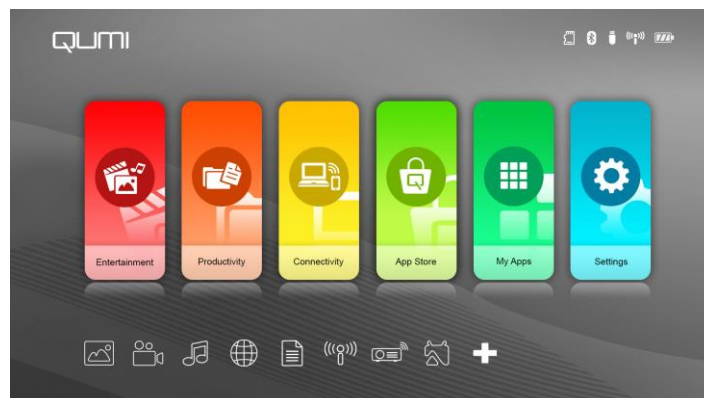 QUMI
Entertainment
Productivity
Connectivity
App Store
My Apps
Settings